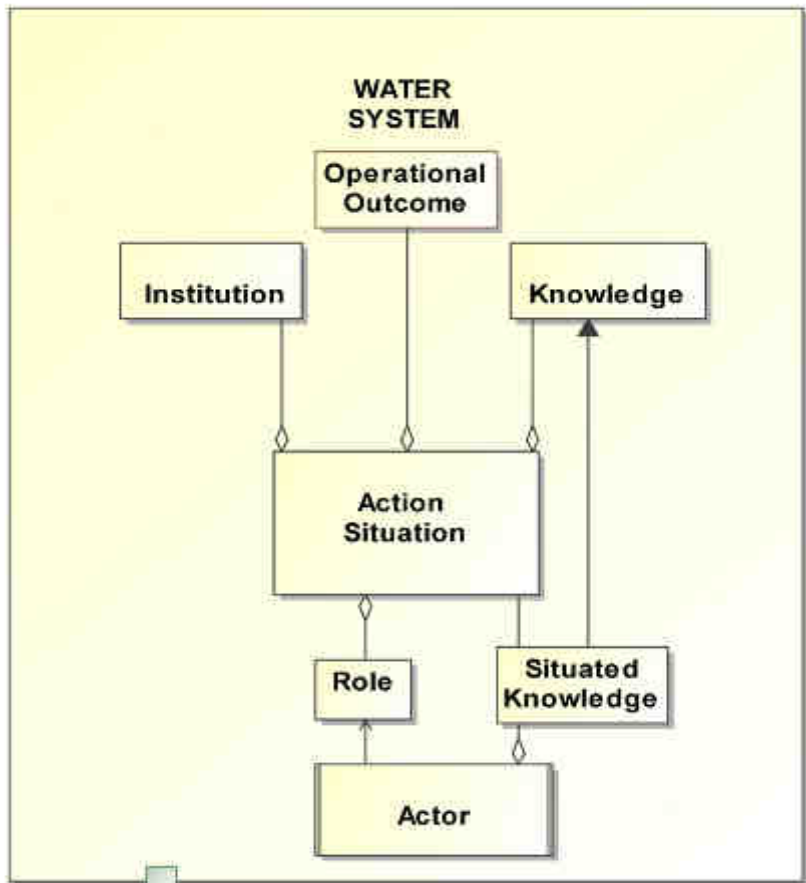 WATER
SYSTEM
Operational
Outcome
Institution
Knowledge
Action
Situation
Role
Situated
Knowledge
Actor